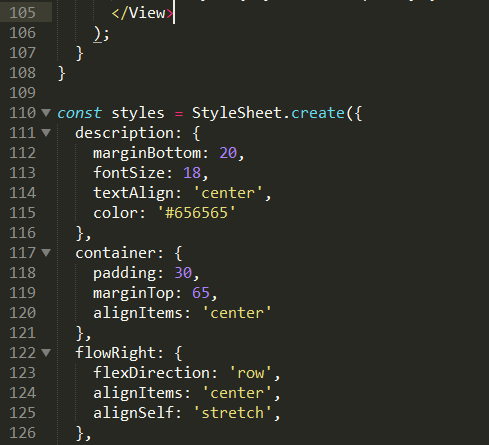 105 </View>
106 );
107 }
108 }
109
110 const styles = StyleSheet.create({
111 description: {
112 marginBottom: 20,
113 fontSize: 18,
114 textAlign: 'center',
115 color: '#656565'
116 },
117 container: {
118 padding: 30,
119 marginTop: 65,
120 alignItems: 'center'
121 },
122 flowRight: {
123 flexDirection: 'row',
124 alignItems: 'center',
125 alignSelf: 'stretch',
126 },